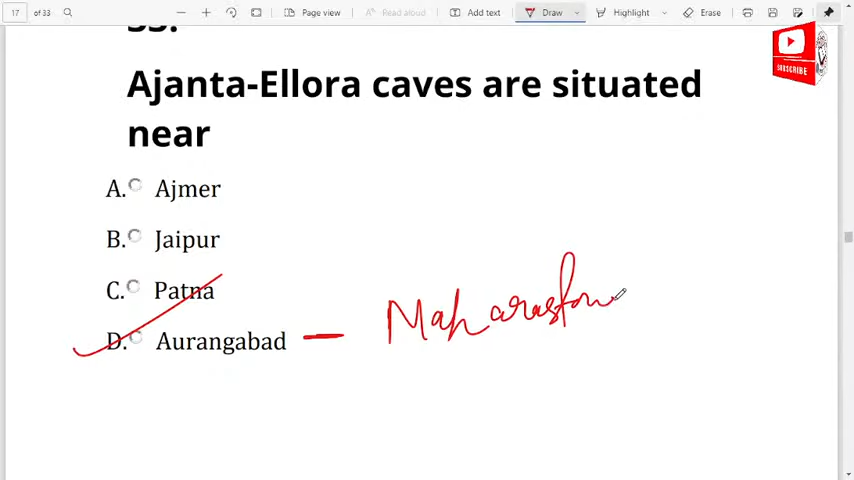 17 of 33 Page view Read aloud Add text Draw Highlight Erase
33.
Ajanta-Ellora caves are situated
near
A. Ajmer
B. Jaipur
C. Patna
D. Aurangabad — Maharastra
SUBSCRIBE